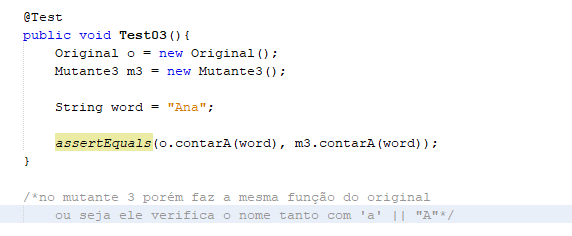 @Test
public void Test03(){
Original o = new Original();
Mutante3 m3 = new Mutante3();
String word = "Ana";
assertEquals(o.contarA(word), m3.contarA(word));
}
/*no mutante 3 porém faz a mesma função do original
ou seja ele verifica o nome tanto com 'a' || "A"*/